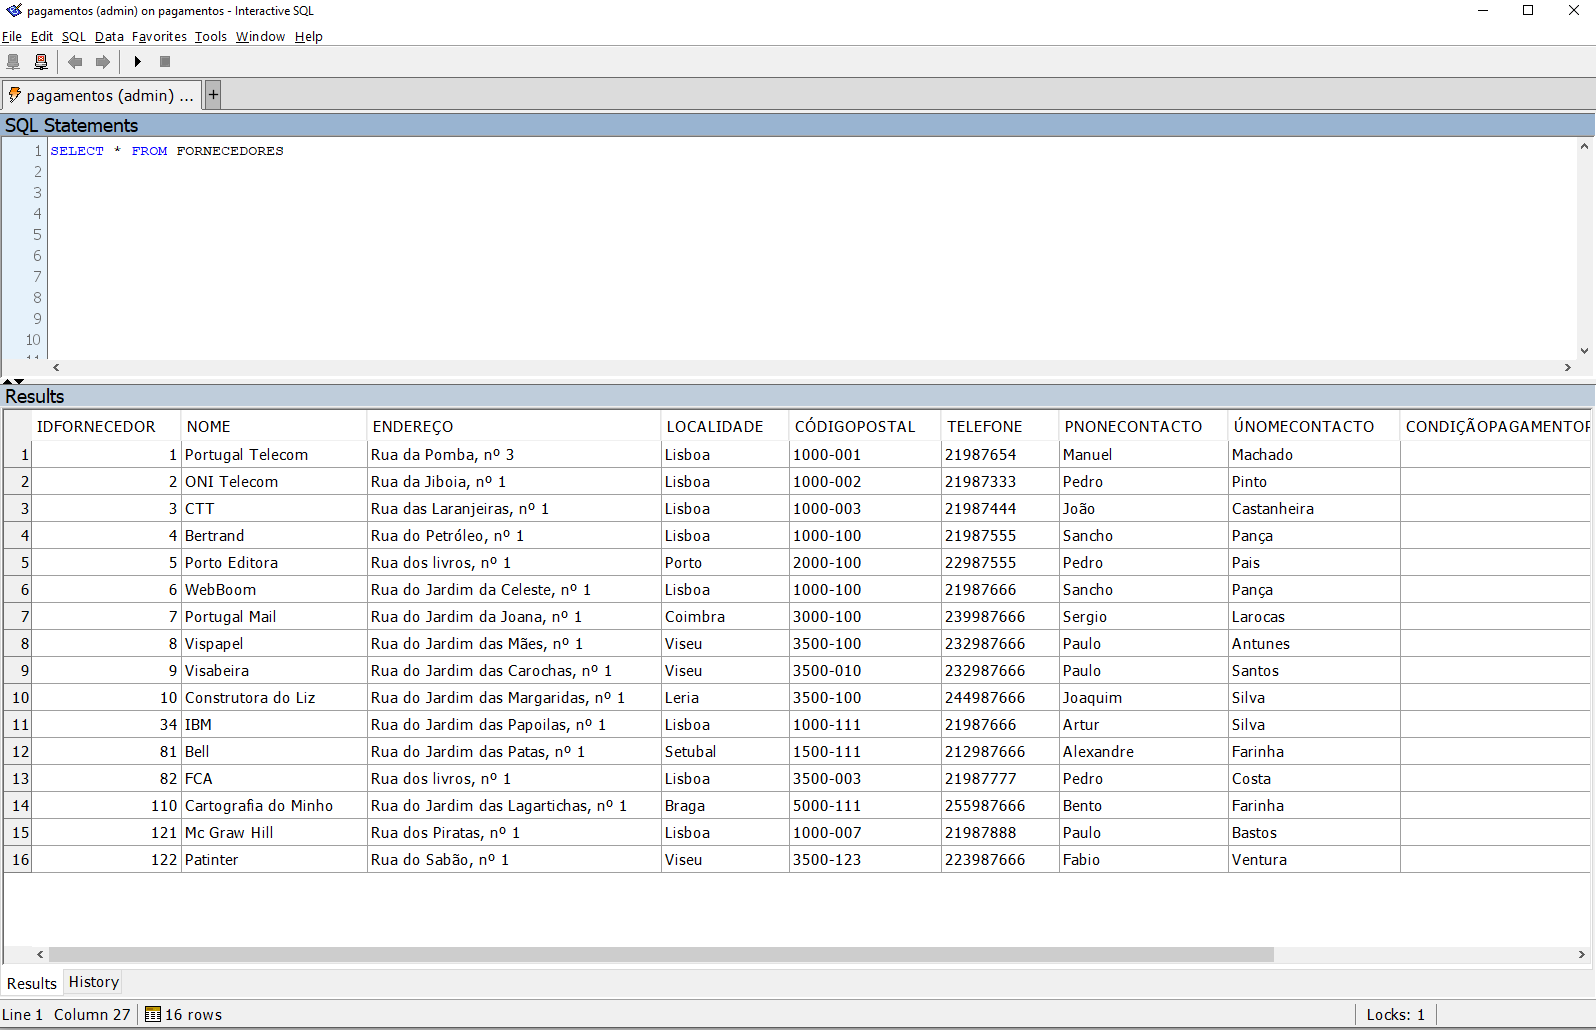 pagamentos (admin) on pagamentos - Interactive SQL
File Edit SQL Data Favorites Tools Window Help
pagamentos (admin) ... +
SQL Statements
1 SELECT * FROM FORNECEDORES
2
3
4
5
6
7
8
9
10
Results
IDFORNECEDOR NOME ENDEREÇO LOCALIDADE CÓDIGOPOSTAL TELEFONE PNONECONTACTO ÚNOMECONTACTO CONDIÇÃOPAGAMENTOP
1 1 Portugal Telecom Rua da Pomba, nº 3 Lisboa 1000-001 21987654 Manuel Machado
2 2 ONI Telecom Rua da Jiboia, nº 1 Lisboa 1000-002 21987333 Pedro Pinto
3 3 CTT Rua das Laranjeiras, nº 1 Lisboa 1000-003 21987444 João Castanheira
4 4 Bertrand Rua do Petróleo, nº 1 Lisboa 1000-100 21987555 Sancho Pança
5 5 Porto Editora Rua dos livros, nº 1 Porto 2000-100 22987555 Pedro Pais
6 6 WebBoom Rua do Jardim da Celeste, nº 1 Lisboa 1000-100 21987666 Sancho Pança
7 7 Portugal Mail Rua do Jardim da Joana, nº 1 Coimbra 3000-100 239987666 Sergio Larocas
8 8 Vispapel Rua do Jardim das Mães, nº 1 Viseu 3500-100 232987666 Paulo Antunes
9 9 Visabeira Rua do Jardim das Carochas, nº 1 Viseu 3500-010 232987666 Paulo Santos
10 10 Construtora do Liz Rua do Jardim das Margaridas, nº 1 Leria 3500-100 244987666 Joaquim Silva
11 34 IBM Rua do Jardim das Papoilas, nº 1 Lisboa 1000-111 21987666 Artur Silva
12 81 Bell Rua do Jardim das Patas, nº 1 Setubal 1500-111 212987666 Alexandre Farinha
13 82 FCA Rua dos livros, nº 1 Lisboa 3500-003 21987777 Pedro Costa
14 110 Cartografia do Minho Rua do Jardim das Lagartichas, nº 1 Braga 5000-111 255987666 Bento Farinha
15 121 Mc Graw Hill Rua dos Piratas, nº 1 Lisboa 1000-007 21987888 Paulo Bastos
16 122 Patinter Rua do Sabão, nº 1 Viseu 3500-123 223987666 Fabio Ventura
Results History
Line 1 Column 27 16 rows Locks: 1